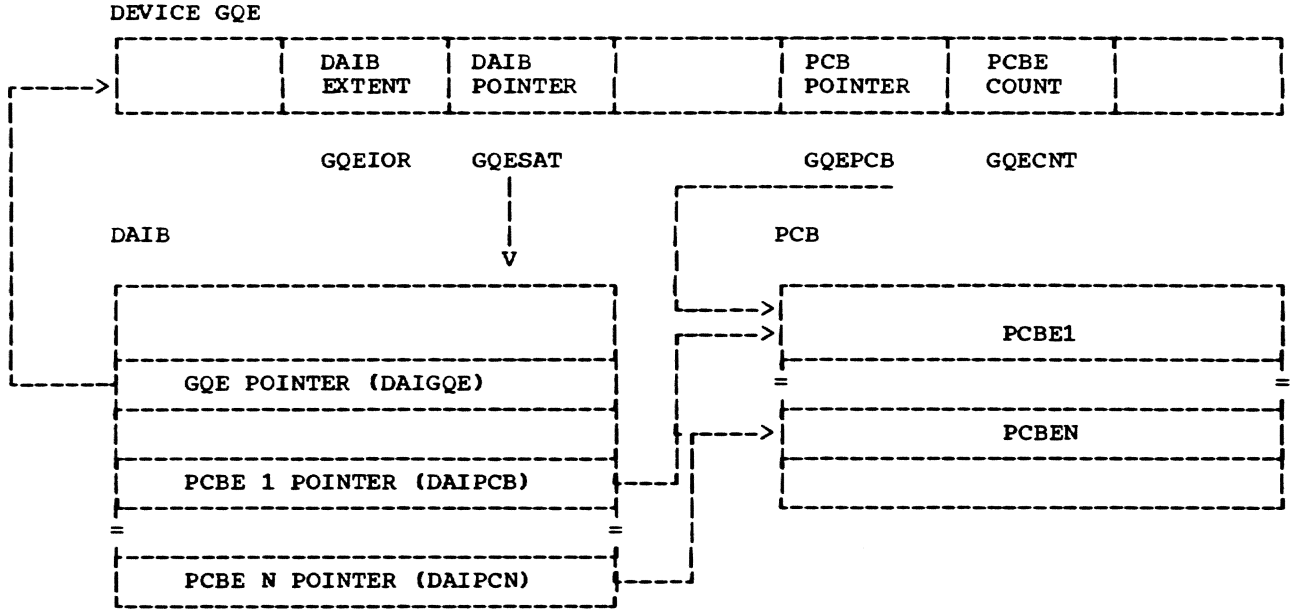 DEVICE GQE
DAIB DAIB PCB PCBE
EXTENT POINTER POINTER COUNT
GQEIOR GQESAT GQEPCB GQECNT
DAIB PCB
PCBE1
GQE POINTER (DAIGQE)
PCBEN
PCBE 1 POINTER (DAIPCB)
PCBE N POINTER (DAIPCN)